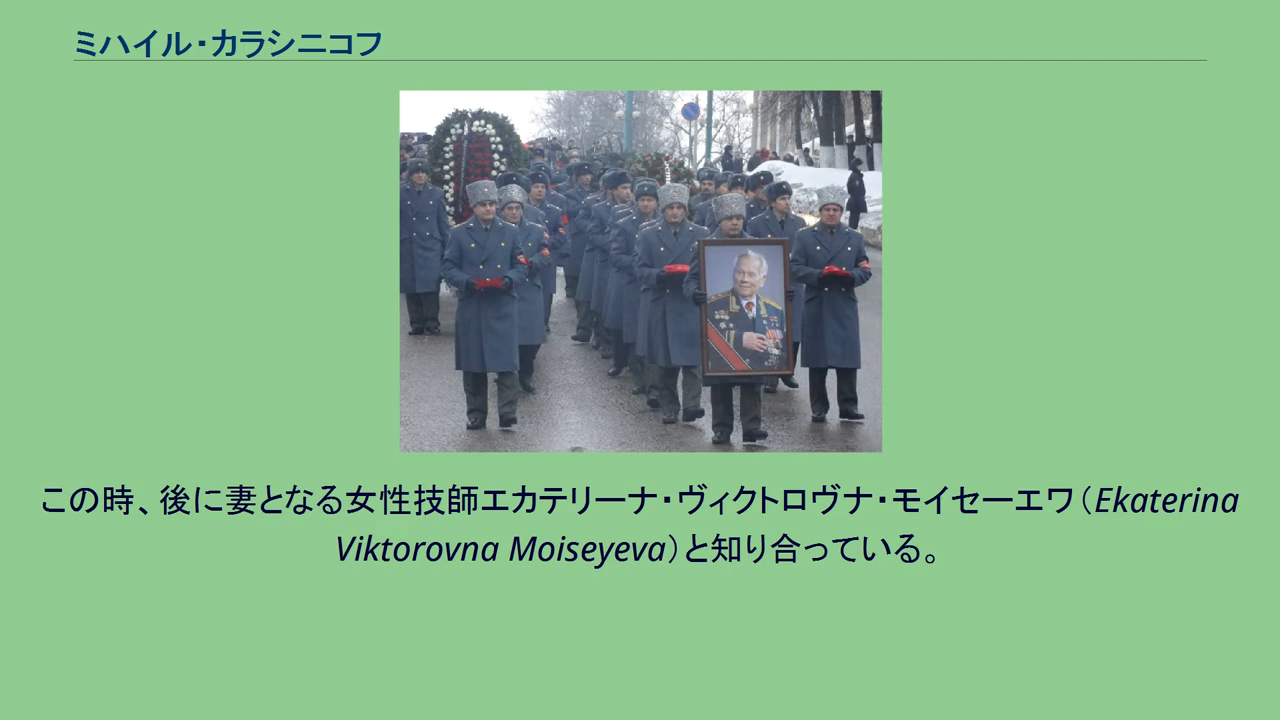 ミハイル・カラシニコフ
この時、後に妻となる女性技師エカテリーナ・ヴィクトロヴナ・モイセーエワ（Ekaterina
Viktorovna Moiseyeva）と知り合っている。